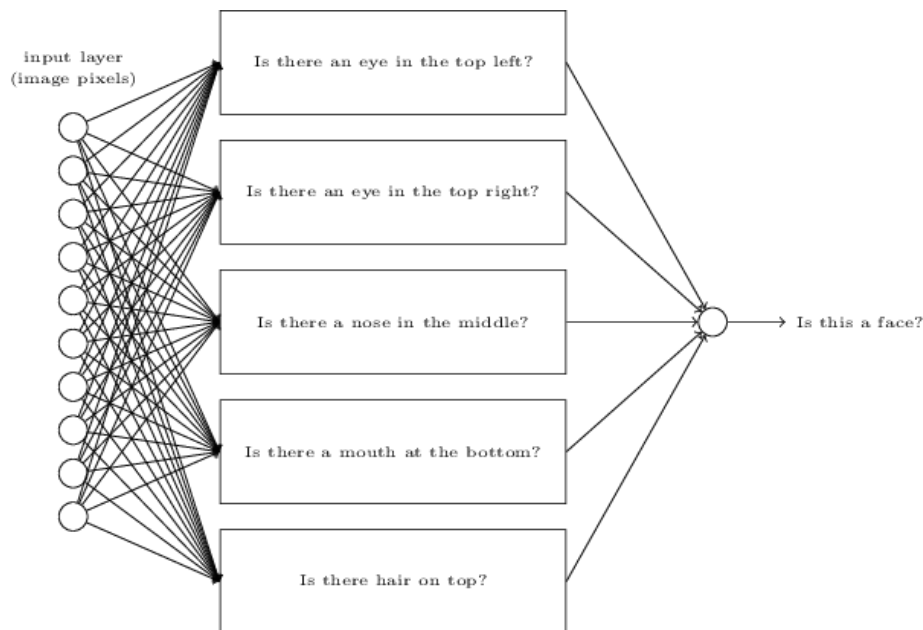 input layer
(image pixels)
Is there an eye in the top left?
Is there an eye in the top right?
Is there a nose in the middle?
Is there a mouth at the bottom?
Is there hair on top?
Is this a face?